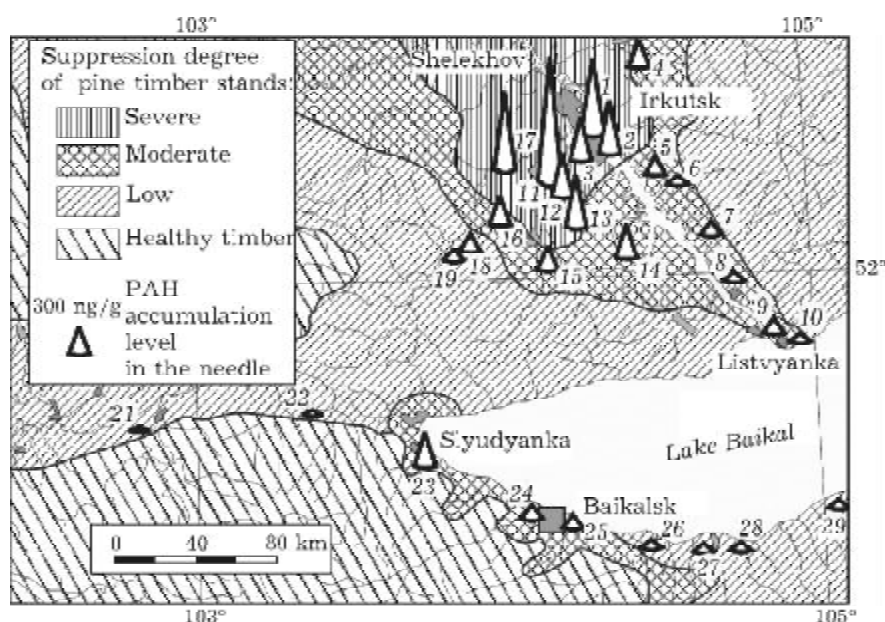 103°
105°
Suppression degree
of pine timber stands:
Severe
Moderate
Low
Healthy timber
300 ng/g
PAH
accumulation
level
in the needle
Shelekhov
Irkutsk
1
2
3
4
5
6
7
8
9
10
11
12
13
14
15
16
17
18
19
52°
Listvyanka
21
22
Slyudyanka
Lake Baikal
23
24
Baikalsk
25
26
27
28
29
0 40 80 km
103°
105°